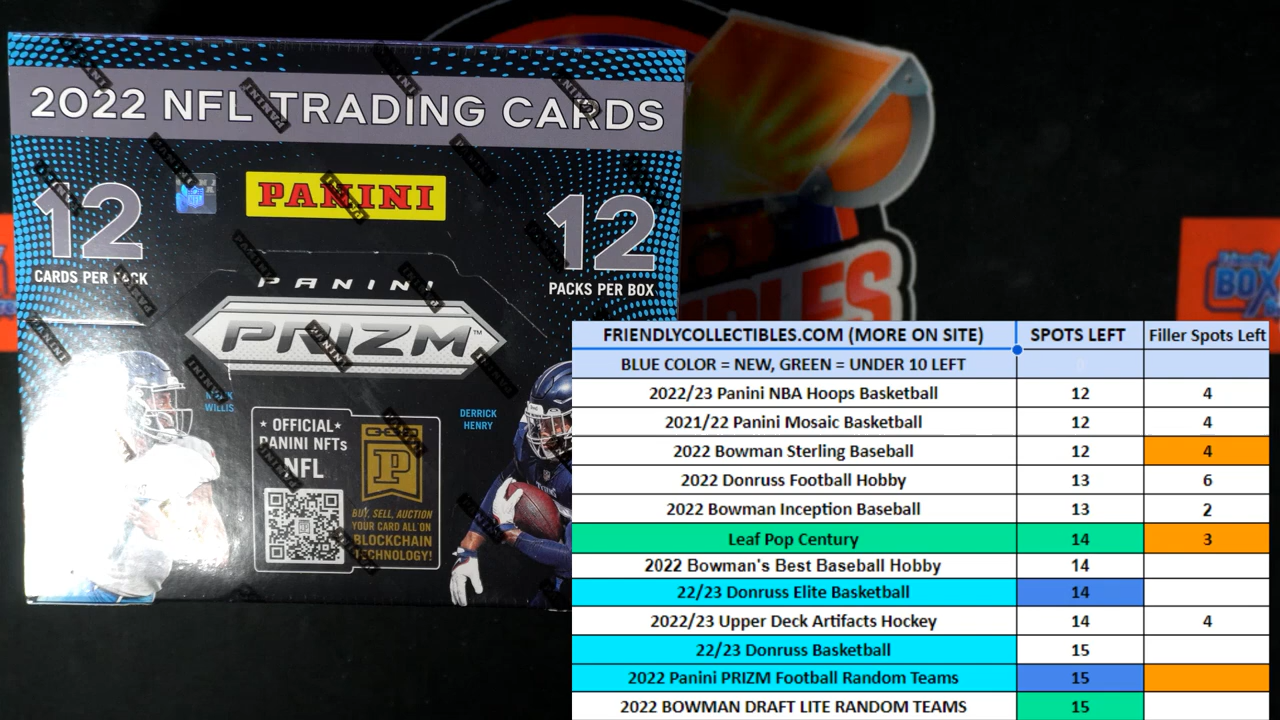 2022 NFL TRADING CARDS
12
CARDS PER PACK
PANINI
12
PACKS PER BOX
PANINI
PRIZM™
WILLIS
DERRICK
HENRY
★ OFFICIAL ★
PANINI NFTs
NFL
BUY, SELL, AUCTION
YOUR CARD ALL ON
BLOCKCHAIN
TECHNOLOGY!
BOX
FRIENDLYCOLLECTIBLES.COM (MORE ON SITE) SPOTS LEFT Filler Spots Left
BLUE COLOR = NEW, GREEN = UNDER 10 LEFT 0
2022/23 Panini NBA Hoops Basketball 12 4
2021/22 Panini Mosaic Basketball 12 4
2022 Bowman Sterling Baseball 12 4
2022 Donruss Football Hobby 13 6
2022 Bowman Inception Baseball 13 2
Leaf Pop Century 14 3
2022 Bowman's Best Baseball Hobby 14
22/23 Donruss Elite Basketball 14
2022/23 Upper Deck Artifacts Hockey 14 4
22/23 Donruss Basketball 15
2022 Panini PRIZM Football Random Teams 15
2022 BOWMAN DRAFT LITE RANDOM TEAMS 15